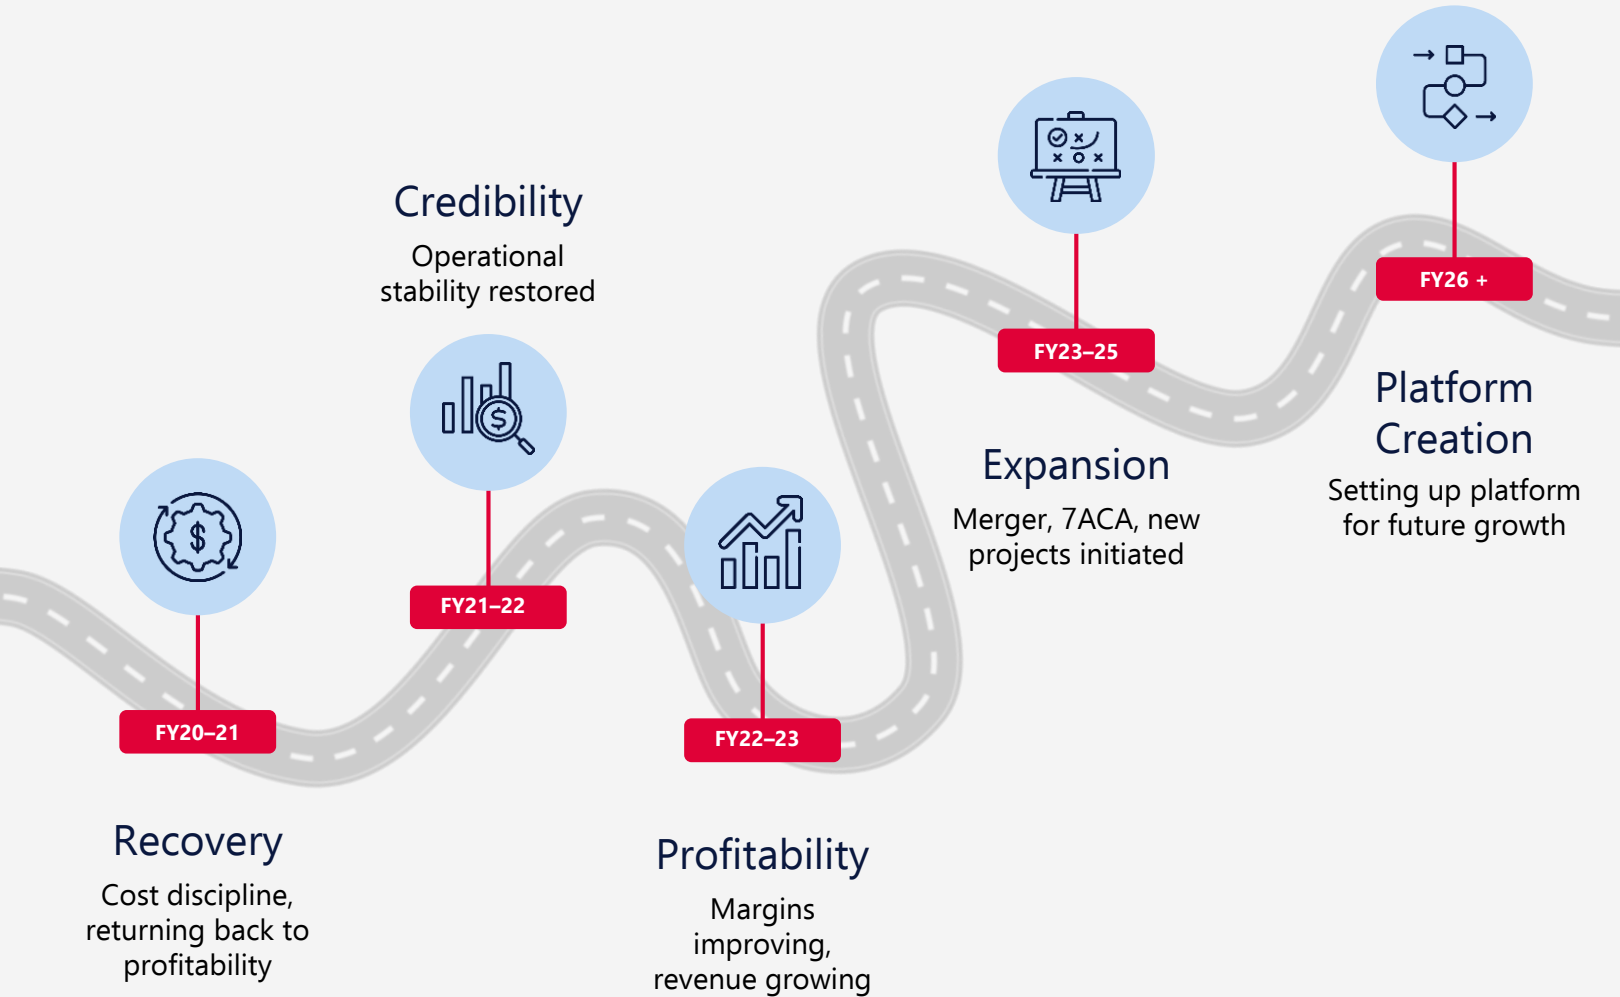 FY20–21
Recovery
Cost discipline,
returning back to
profitability
Credibility
Operational
stability restored
FY21–22
FY22–23
Profitability
Margins
improving,
revenue growing
FY23–25
Expansion
Merger, 7ACA, new
projects initiated
FY26 +
Platform
Creation
Setting up platform
for future growth